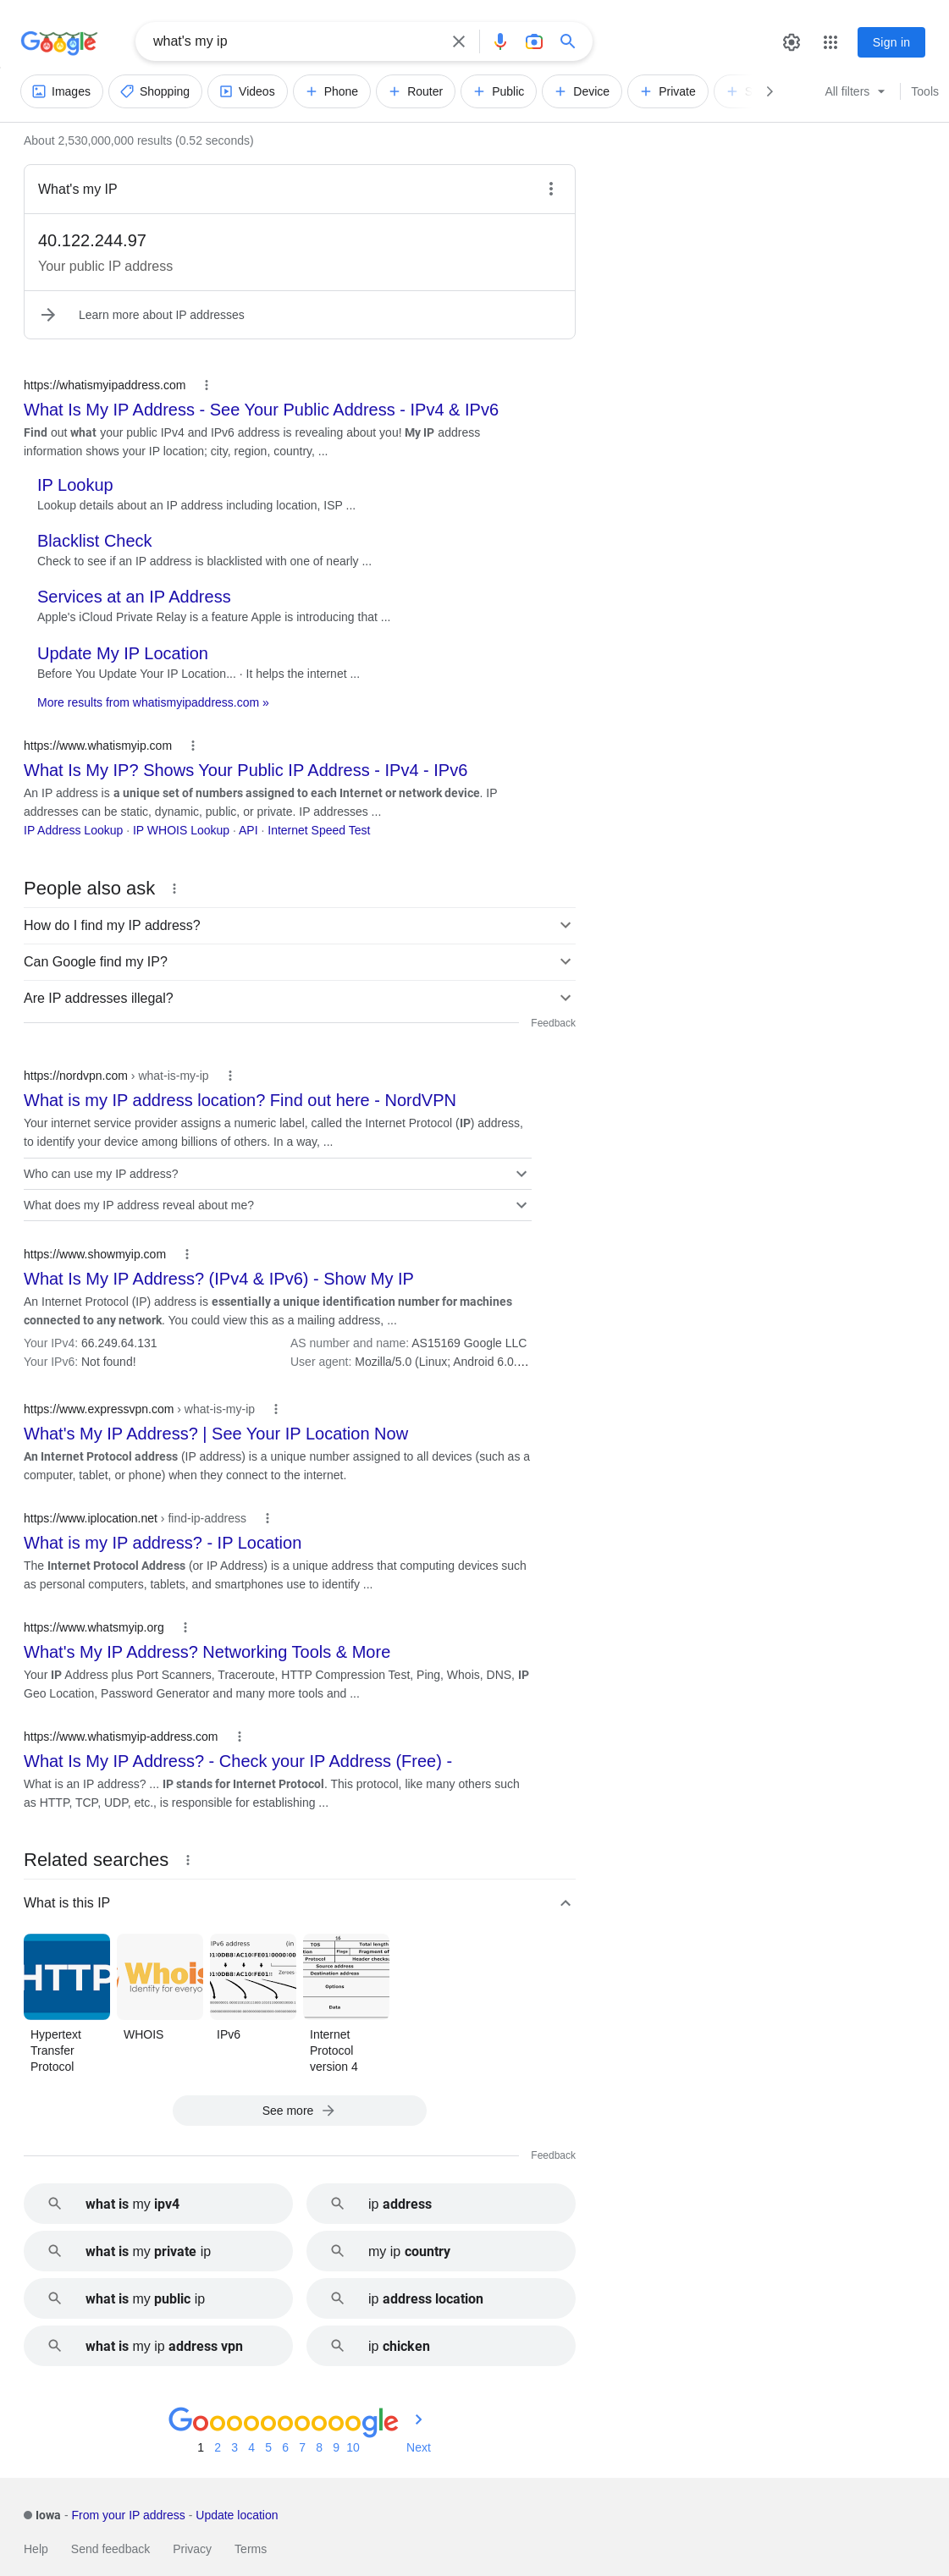 Google
what's my ip
Sign in
Images
Shopping
Videos
Phone
Router
Public
Device
Private
All filters
Tools
About 2,530,000,000 results (0.52 seconds)
What's my IP
40.122.244.97
Your public IP address
Learn more about IP addresses
https://whatismyipaddress.com
What Is My IP Address - See Your Public Address - IPv4 & IPv6
Find out what your public IPv4 and IPv6 address is revealing about you! My IP address
information shows your IP location; city, region, country, ...
IP Lookup
Lookup details about an IP address including location, ISP ...
Blacklist Check
Check to see if an IP address is blacklisted with one of nearly ...
Services at an IP Address
Apple's iCloud Private Relay is a feature Apple is introducing that ...
Update My IP Location
Before You Update Your IP Location... · It helps the internet ...
More results from whatismyipaddress.com »
https://www.whatismyip.com
What Is My IP? Shows Your Public IP Address - IPv4 - IPv6
An IP address is a unique set of numbers assigned to each Internet or network device. IP
addresses can be static, dynamic, public, or private. IP addresses ...
IP Address Lookup · IP WHOIS Lookup · API · Internet Speed Test
People also ask
How do I find my IP address?
Can Google find my IP?
Are IP addresses illegal?
Feedback
https://nordvpn.com › what-is-my-ip
What is my IP address location? Find out here - NordVPN
Your internet service provider assigns a numeric label, called the Internet Protocol (IP) address,
to identify your device among billions of others. In a way, ...
Who can use my IP address?
What does my IP address reveal about me?
https://www.showmyip.com
What Is My IP Address? (IPv4 & IPv6) - Show My IP
An Internet Protocol (IP) address is essentially a unique identification number for machines
connected to any network. You could view this as a mailing address, ...
Your IPv4: 66.249.64.131
AS number and name: AS15169 Google LLC
Your IPv6: Not found!
User agent: Mozilla/5.0 (Linux; Android 6.0....
https://www.expressvpn.com › what-is-my-ip
What's My IP Address? | See Your IP Location Now
An Internet Protocol address (IP address) is a unique number assigned to all devices (such as a
computer, tablet, or phone) when they connect to the internet.
https://www.iplocation.net › find-ip-address
What is my IP address? - IP Location
The Internet Protocol Address (or IP Address) is a unique address that computing devices such
as personal computers, tablets, and smartphones use to identify ...
https://www.whatsmyip.org
What's My IP Address? Networking Tools & More
Your IP Address plus Port Scanners, Traceroute, HTTP Compression Test, Ping, Whois, DNS, IP
Geo Location, Password Generator and many more tools and ...
https://www.whatismyip-address.com
What Is My IP Address? - Check your IP Address (Free) -
What is an IP address? ... IP stands for Internet Protocol. This protocol, like many others such
as HTTP, TCP, UDP, etc., is responsible for establishing ...
Related searches
What is this IP
HTTP
Whois
Identity for everyo
IPv6 address (in
Zeroes
TOS Total length
Flags Fragment of
Protocol Header checksu
Source address
Destination address
Options
Data
Hypertext
Transfer
Protocol
WHOIS
IPv6
Internet
Protocol
version 4
See more
Feedback
what is my ipv4
ip address
what is my private ip
my ip country
what is my public ip
ip address location
what is my ip address vpn
ip chicken
Goooooooooogle
1 2 3 4 5 6 7 8 9 10 Next
Iowa - From your IP address - Update location
Help Send feedback Privacy Terms